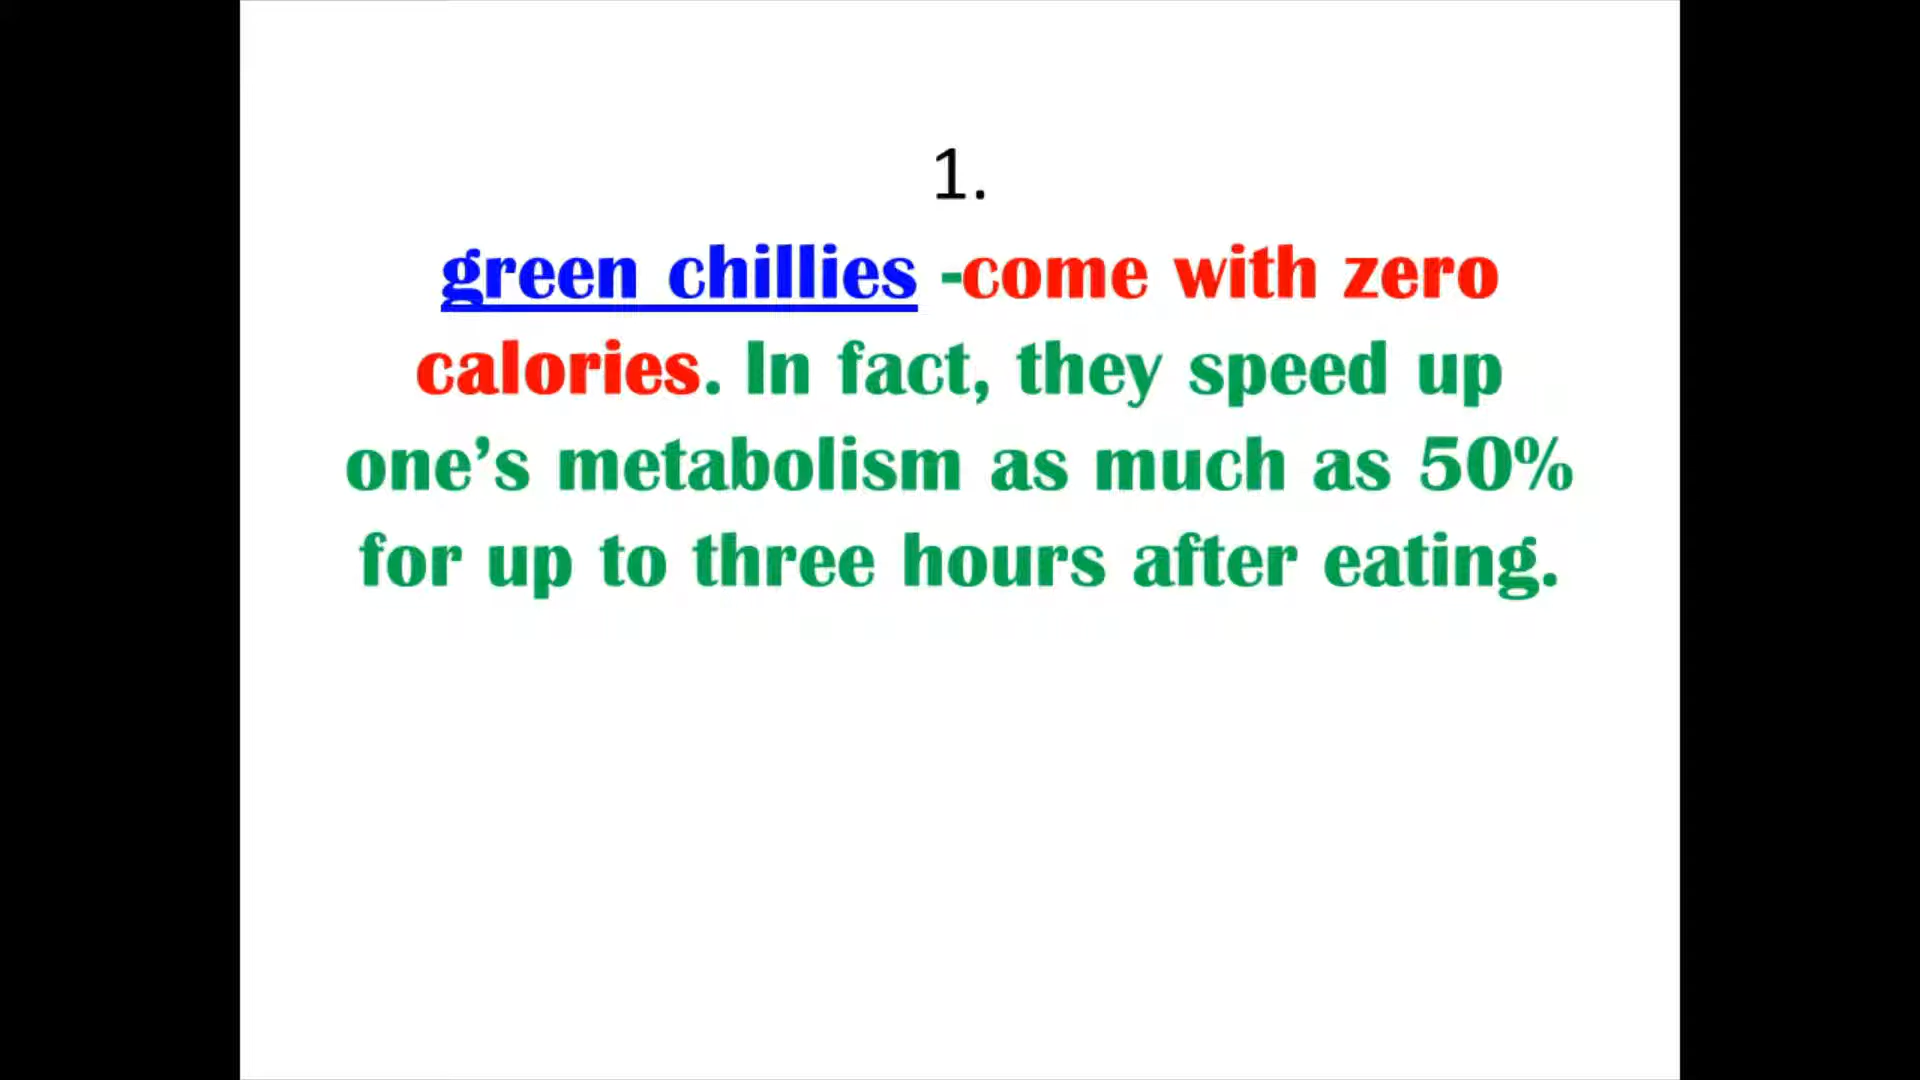 1.
green chillies -come with zero
calories. In fact, they speed up
one’s metabolism as much as 50%
for up to three hours after eating.